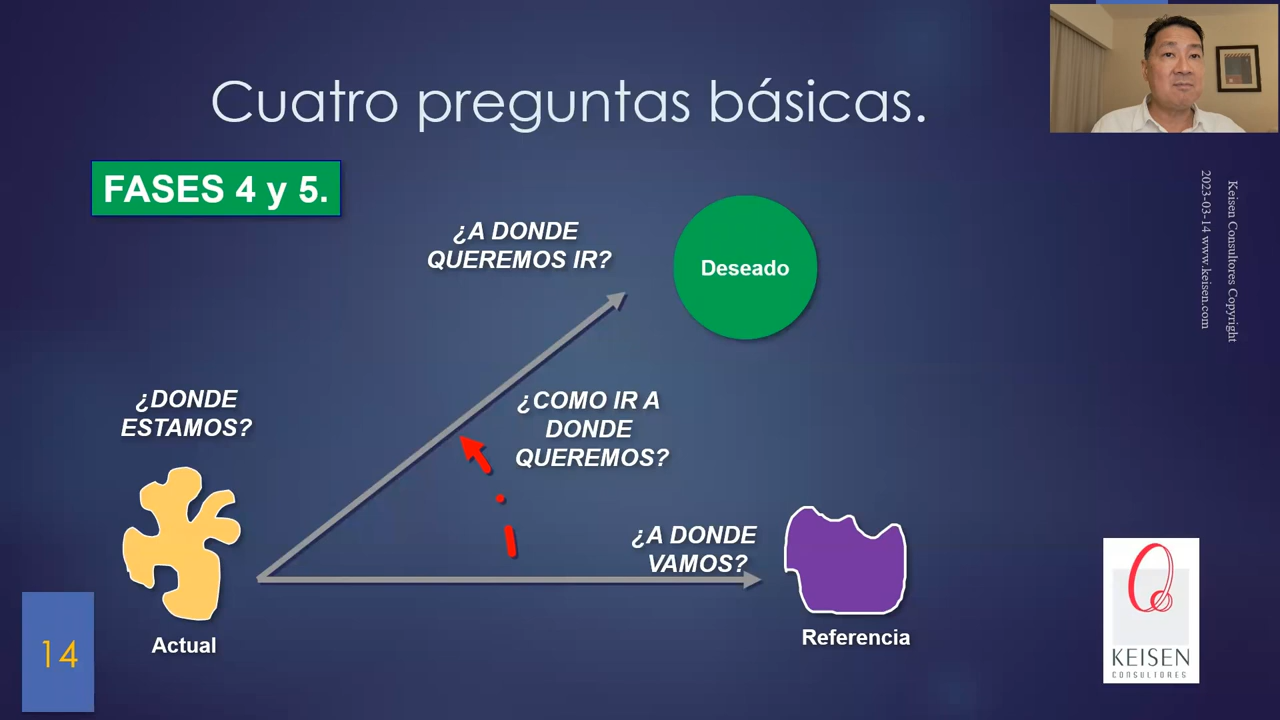 Cuatro preguntas básicas.
FASES 4 y 5.
¿A DONDE
QUEREMOS IR?
Deseado
¿DONDE
ESTAMOS?
¿COMO IR A
DONDE
QUEREMOS?
¿A DONDE
VAMOS?
Actual
Referencia
14
Keisen Consultores Copyright
2023-03-14 www.keisen.com
KEISEN
CONSULTORES